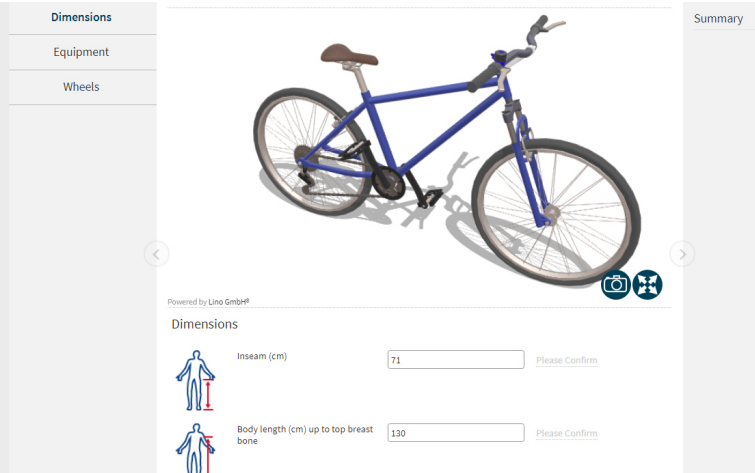 Dimensions
Equipment
Wheels
Summary
Powered by Lino GmbH®
Dimensions
Inseam (cm)
71
Please Confirm
Body length (cm) up to top breast
bone
130
Please Confirm